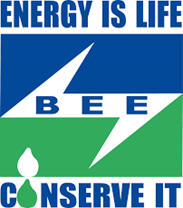 ENERGY IS LIFE
BEE
CONSERVE IT